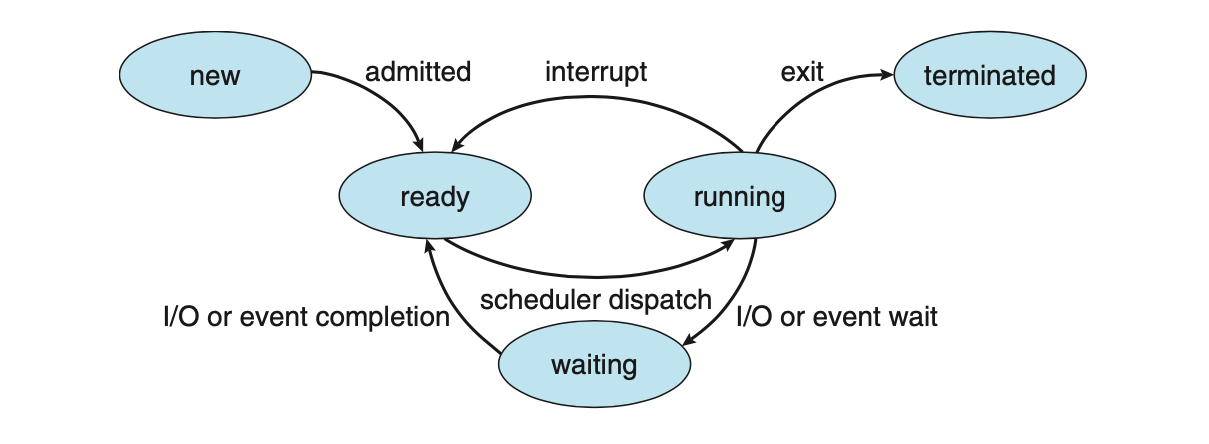 new
admitted
interrupt
exit
terminated
ready
running
scheduler dispatch
I/O or event completion
I/O or event wait
waiting